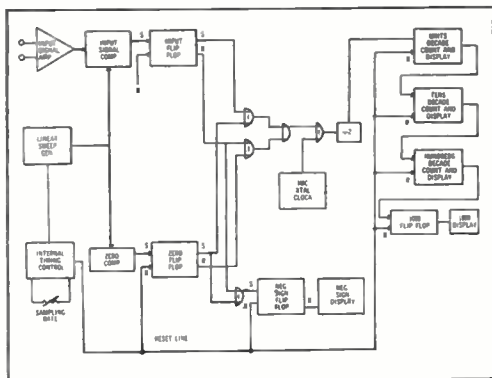 INPUT
SIGNAL
AMP
INPUT
SIGNAL
COMP
S
R
INPUT
FLIP
FLOP
S
R
R
LINEAR
SWEEP
GEN.
INTERNAL
TIMING
CONTROL
SAMPLING
RATE
ZERO COMP
S
R
ZERO
FLIP
FLOP
S
R
XTAL
CLOCK
÷2
UNITS
DECADE
COUNT AND
DISPLAY
R
TENS
DECADE
COUNT AND
DISPLAY
R
HUNDREDS
DECADE
COUNT AND
DISPLAY
R
FLIP FLOP
DISPLAY
R
S
R
NEG
SIGN
FLIP
FLOP
R
NEG
SIGN
DISPLAY
RESET LINE